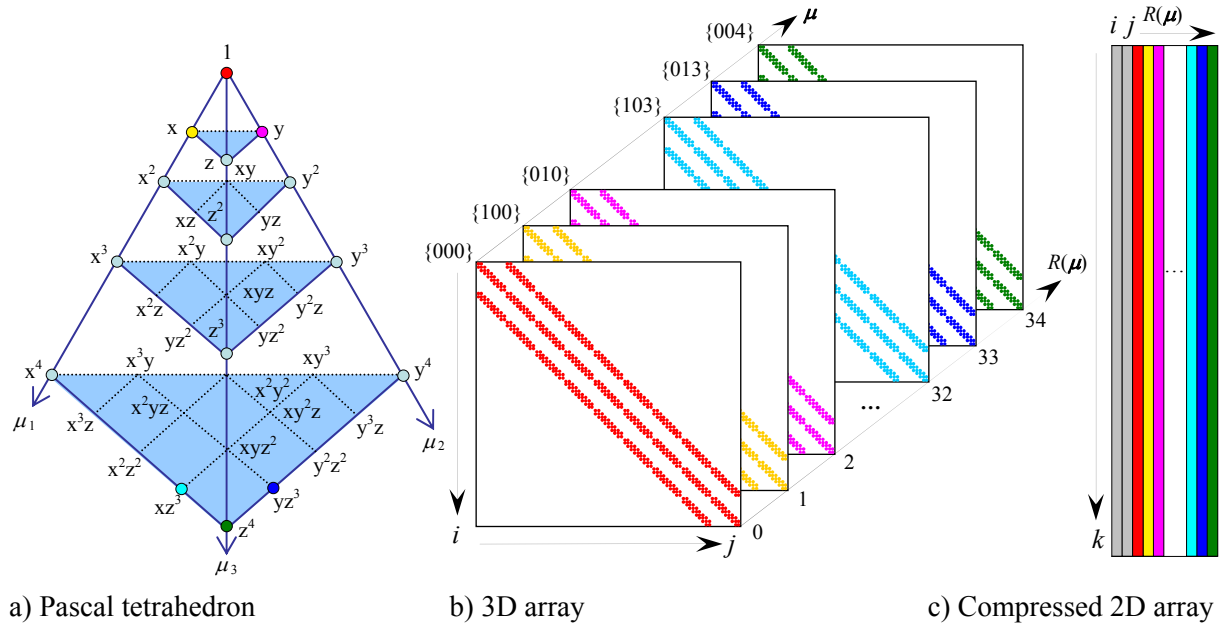 1
x y
z
xy
x² y²
z²
xz yz
x²y xy²
x³ y³
xyz
x²z y²z
z³
yz² yz²
x³y xy³
x⁴ y⁴
x²y²
x²yz xy²z
μ₁ x³z y³z μ₂
xyz²
x²z² y²z²
xz³ yz³
z⁴
μ₃
a) Pascal tetrahedron
μ
{004}
{013}
{103}
{010}
{100}
{000}
R(μ)
34
33
32
...
2
1
0
i
j
b) 3D array
i j R(μ)
...
k
c) Compressed 2D array